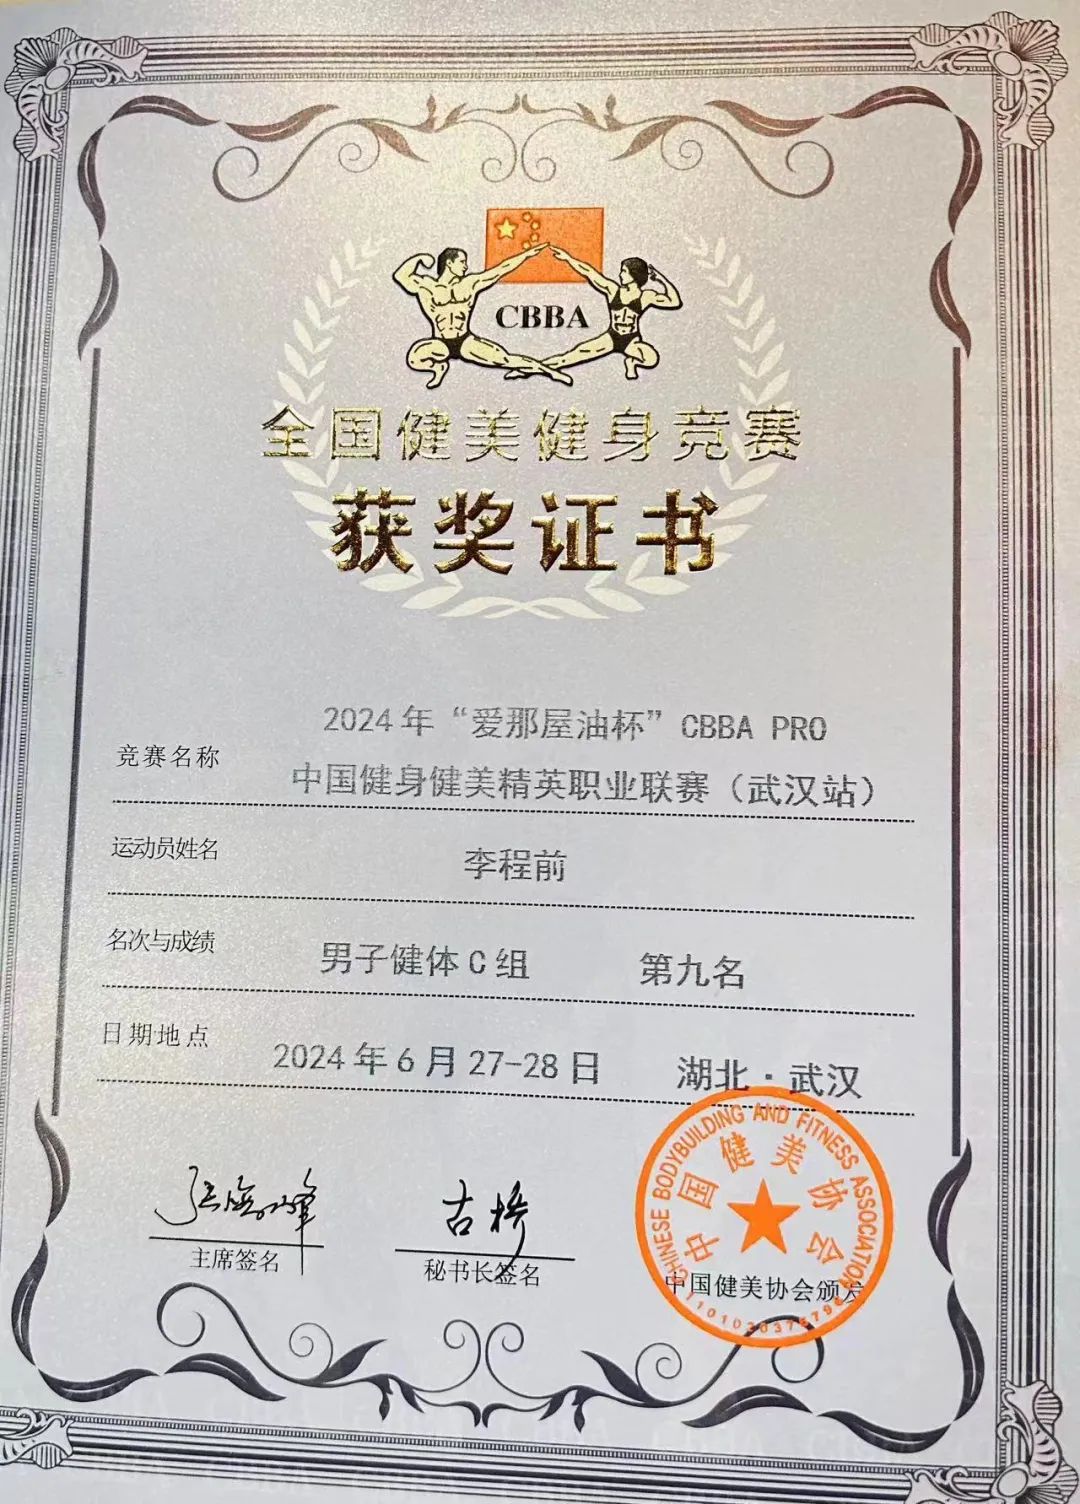 CBBA
全国健美健身竞赛
获奖证书
竞赛名称
2024年“爱那屋油杯”CBBA PRO
中国健身健美精英职业联赛（武汉站）
运动员姓名 李程前
名次与成绩 男子健体C组 第九名
日期地点 2024年6月27-28日 湖北·武汉
主席签名
古桥
秘书长签名
CHINESE BODYBUILDING AND FITNESS ASSOCIATION
中国健美协会
中国健美协会颁发